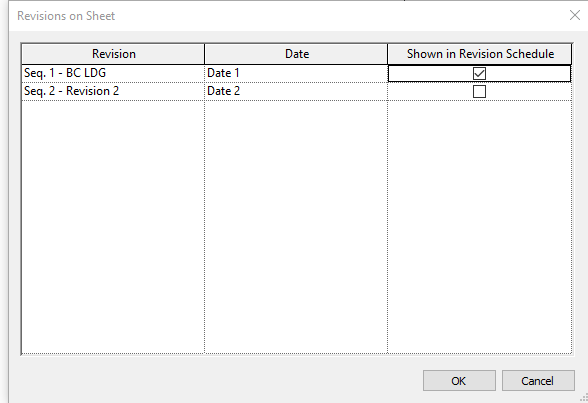 Revisions on Sheet
Revision Date Shown in Revision Schedule
Seq. 1 - BC LDG Date 1
Seq. 2 - Revision 2 Date 2
OK Cancel